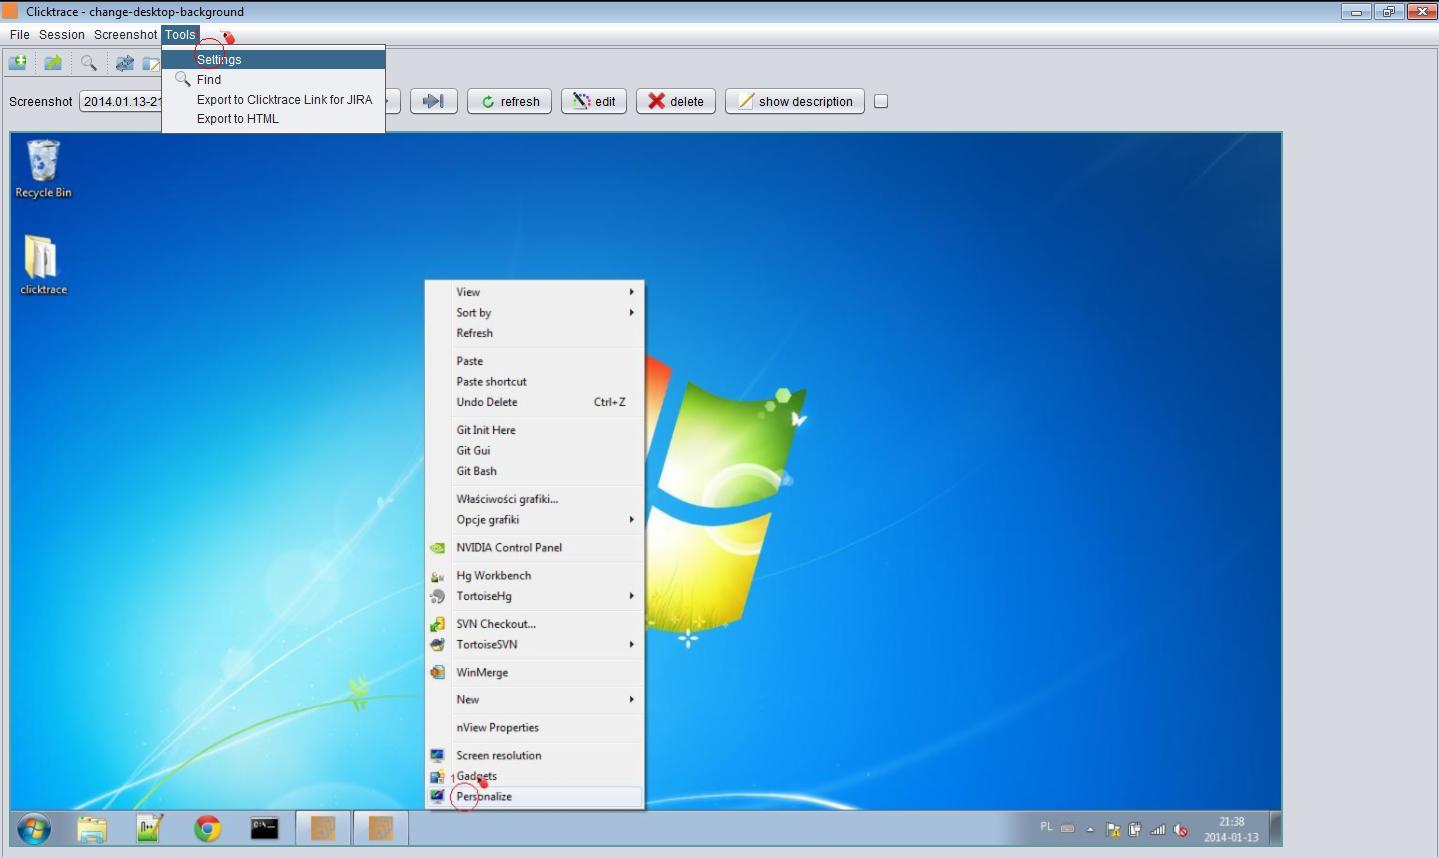 Clicktrace - change-desktop-background
File Session Screenshot Tools
Settings
Find
Export to Clicktrace Link for JIRA
Export to HTML
Screenshot 2014.01.13-21 refresh edit delete show description
Recycle Bin
clicktrace
View
Sort by
Refresh
Paste
Paste shortcut
Undo Delete Ctrl+Z
Git Init Here
Git Gui
Git Bash
Właściwości grafiki...
Opcje grafiki
NVIDIA Control Panel
Hg Workbench
TortoiseHg
SVN Checkout...
TortoiseSVN
WinMerge
New
nView Properties
Screen resolution
1 Gadgets
Personalize
PL 21:38
2014-01-13